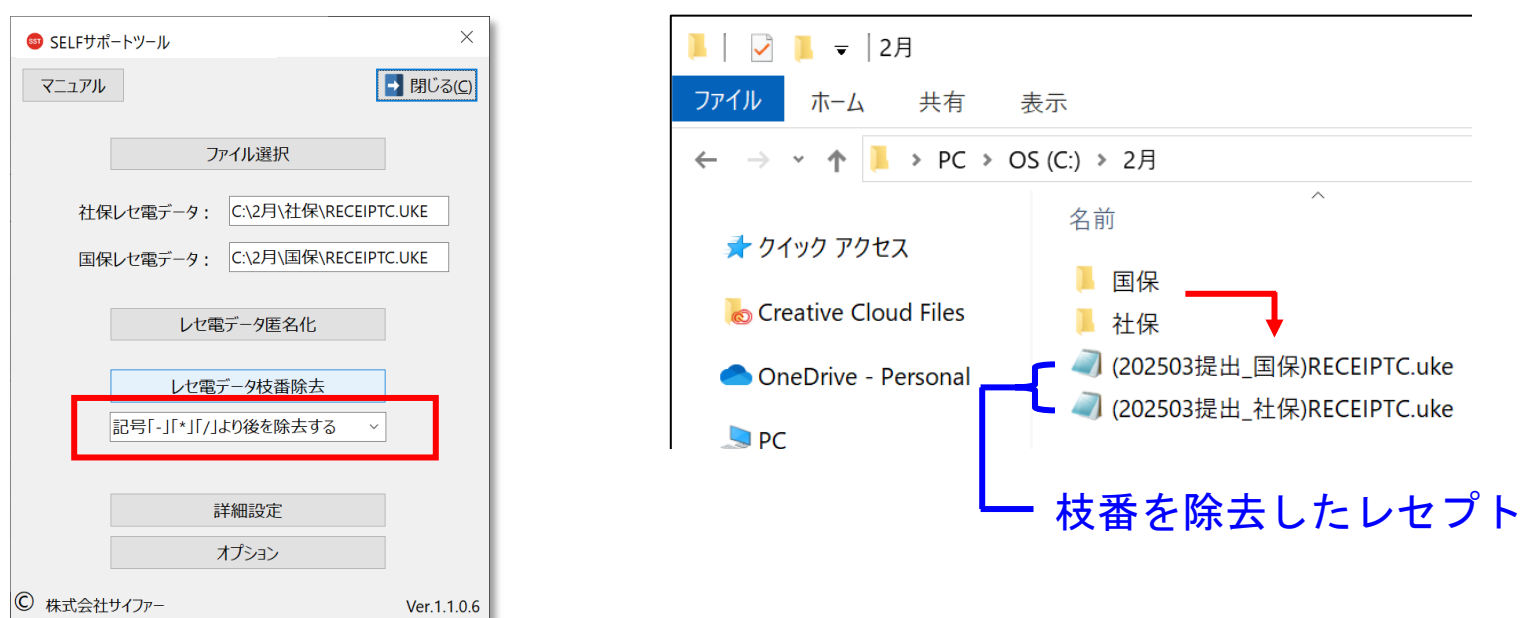 SST SELFサポートツール
マニュアル
閉じる(C)
ファイル選択
社保レセ電データ： C:\2月\社保\RECEIPTC.UKE
国保レセ電データ： C:\2月\国保\RECEIPTC.UKE
レセ電データ匿名化
レセ電データ枝番除去
記号「-」「*」「/」より後を除去する
詳細設定
オプション
© 株式会社サイファー
Ver.1.1.0.6
2月
ファイル ホーム 共有 表示
PC > OS (C:) > 2月
クイック アクセス
Creative Cloud Files
OneDrive - Personal
PC
名前
国保
社保
(202503提出_国保)RECEIPTC.uke
(202503提出_社保)RECEIPTC.uke
枝番を除去したレセプト